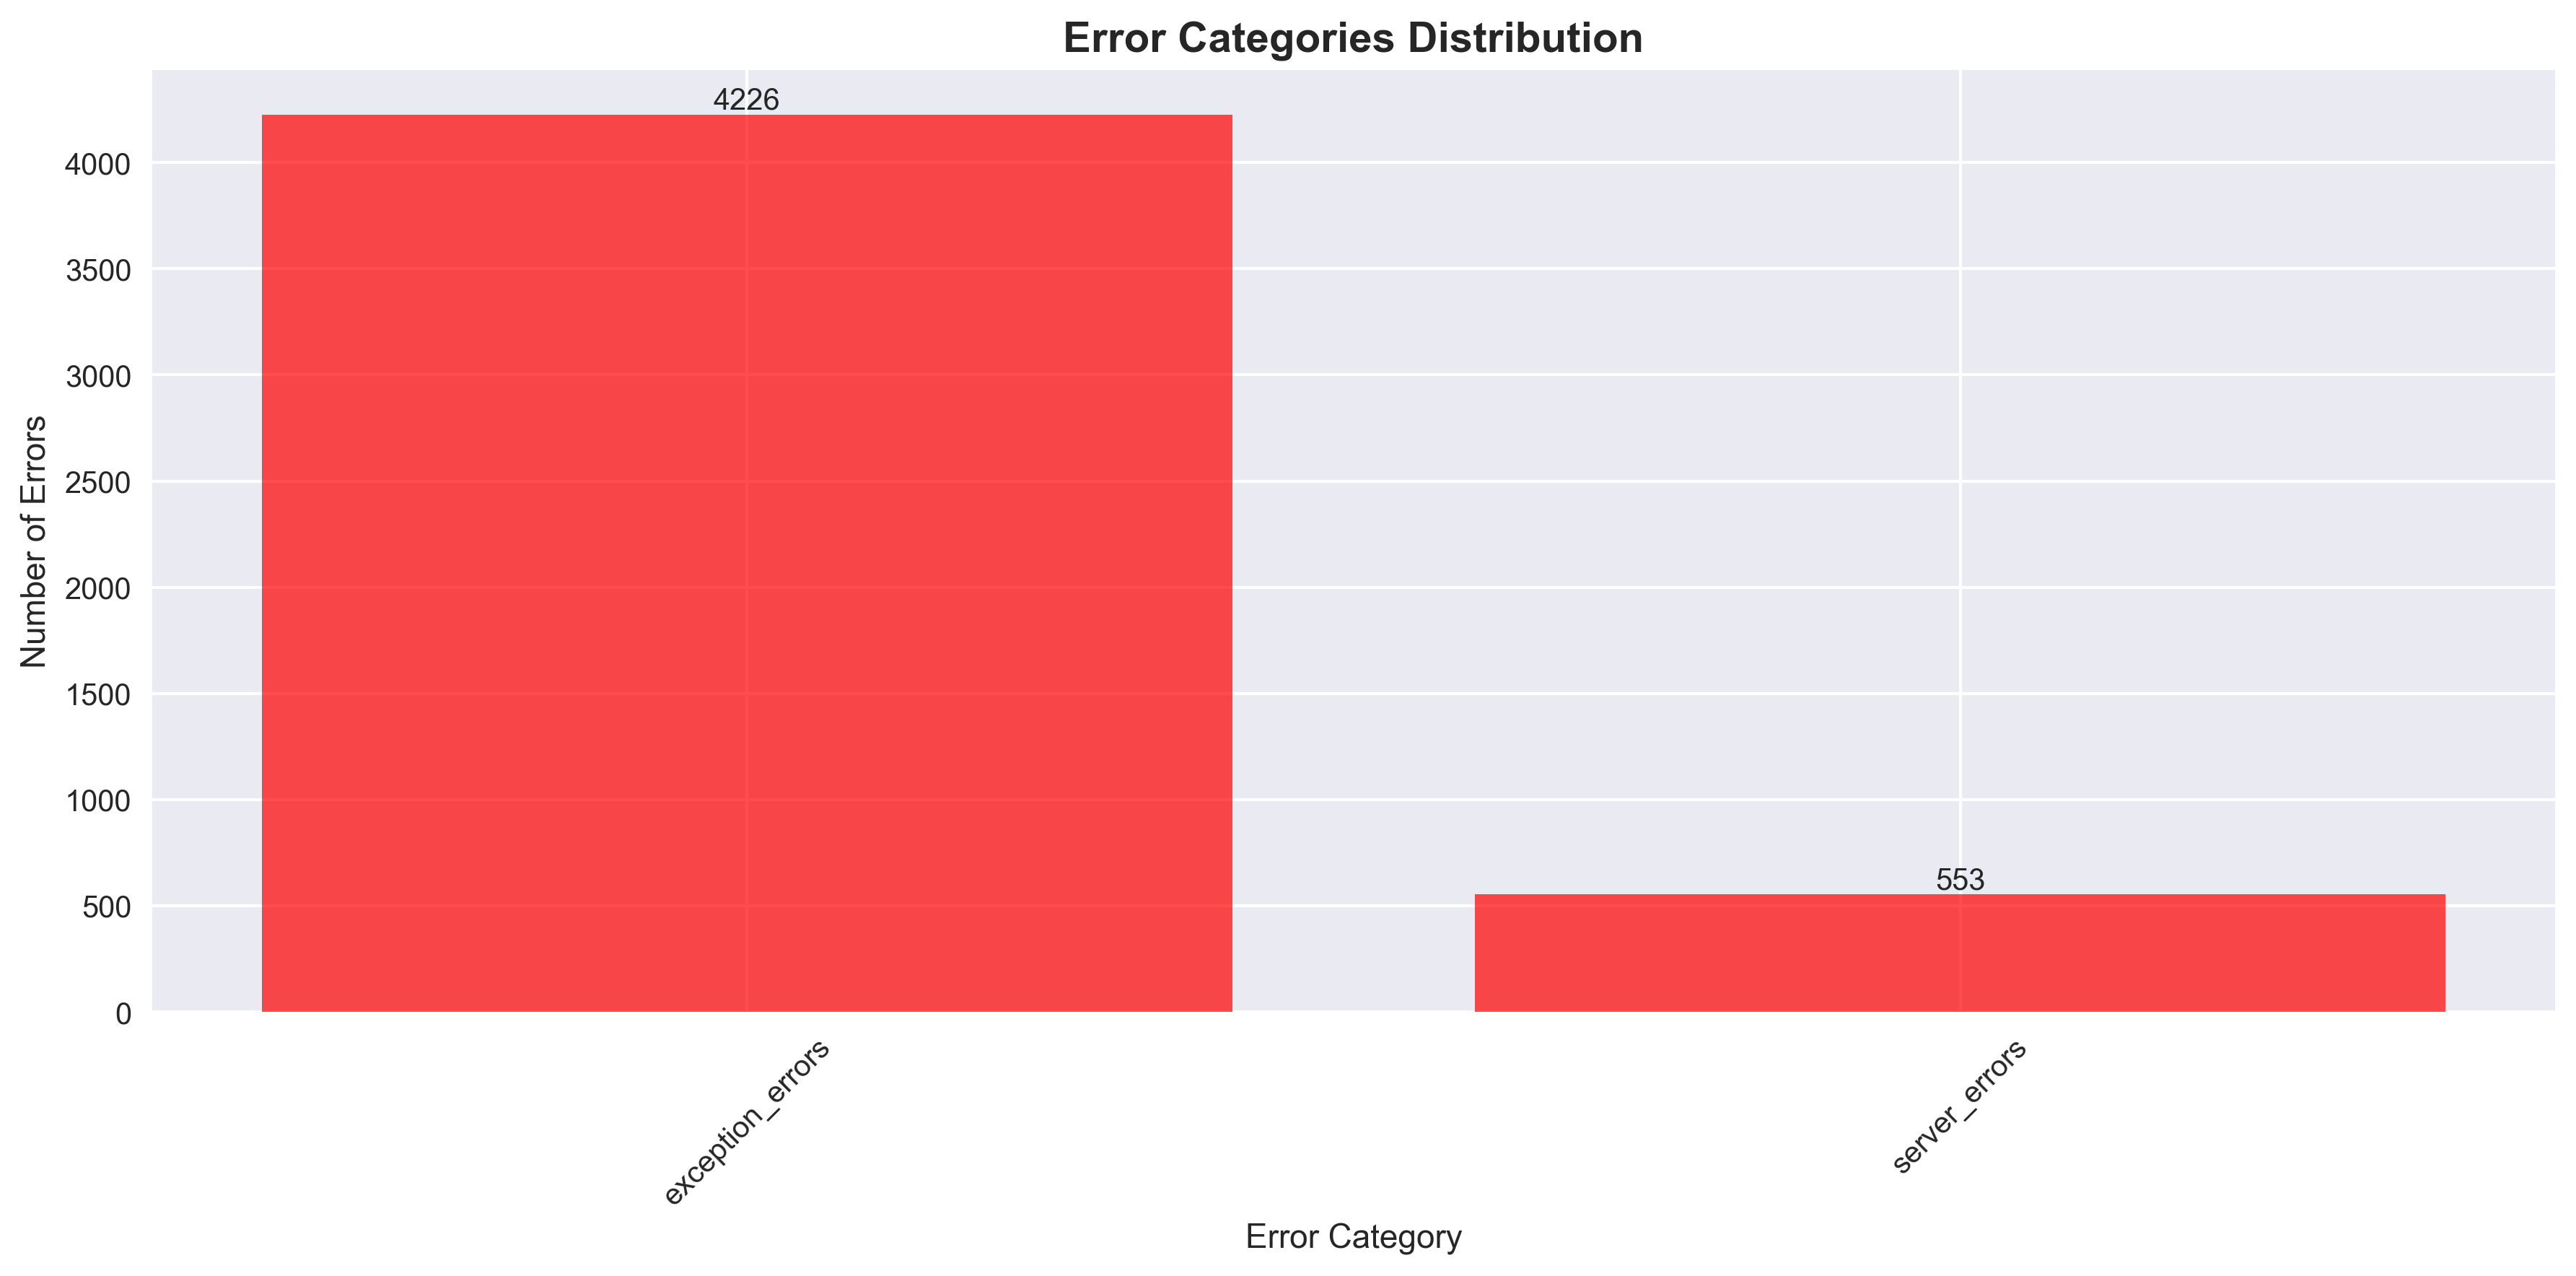 Error Categories Distribution
4226
4000
3500
3000
2500
2000
1500
1000
500
0
Number of Errors
553
exception_errors
server_errors
Error Category